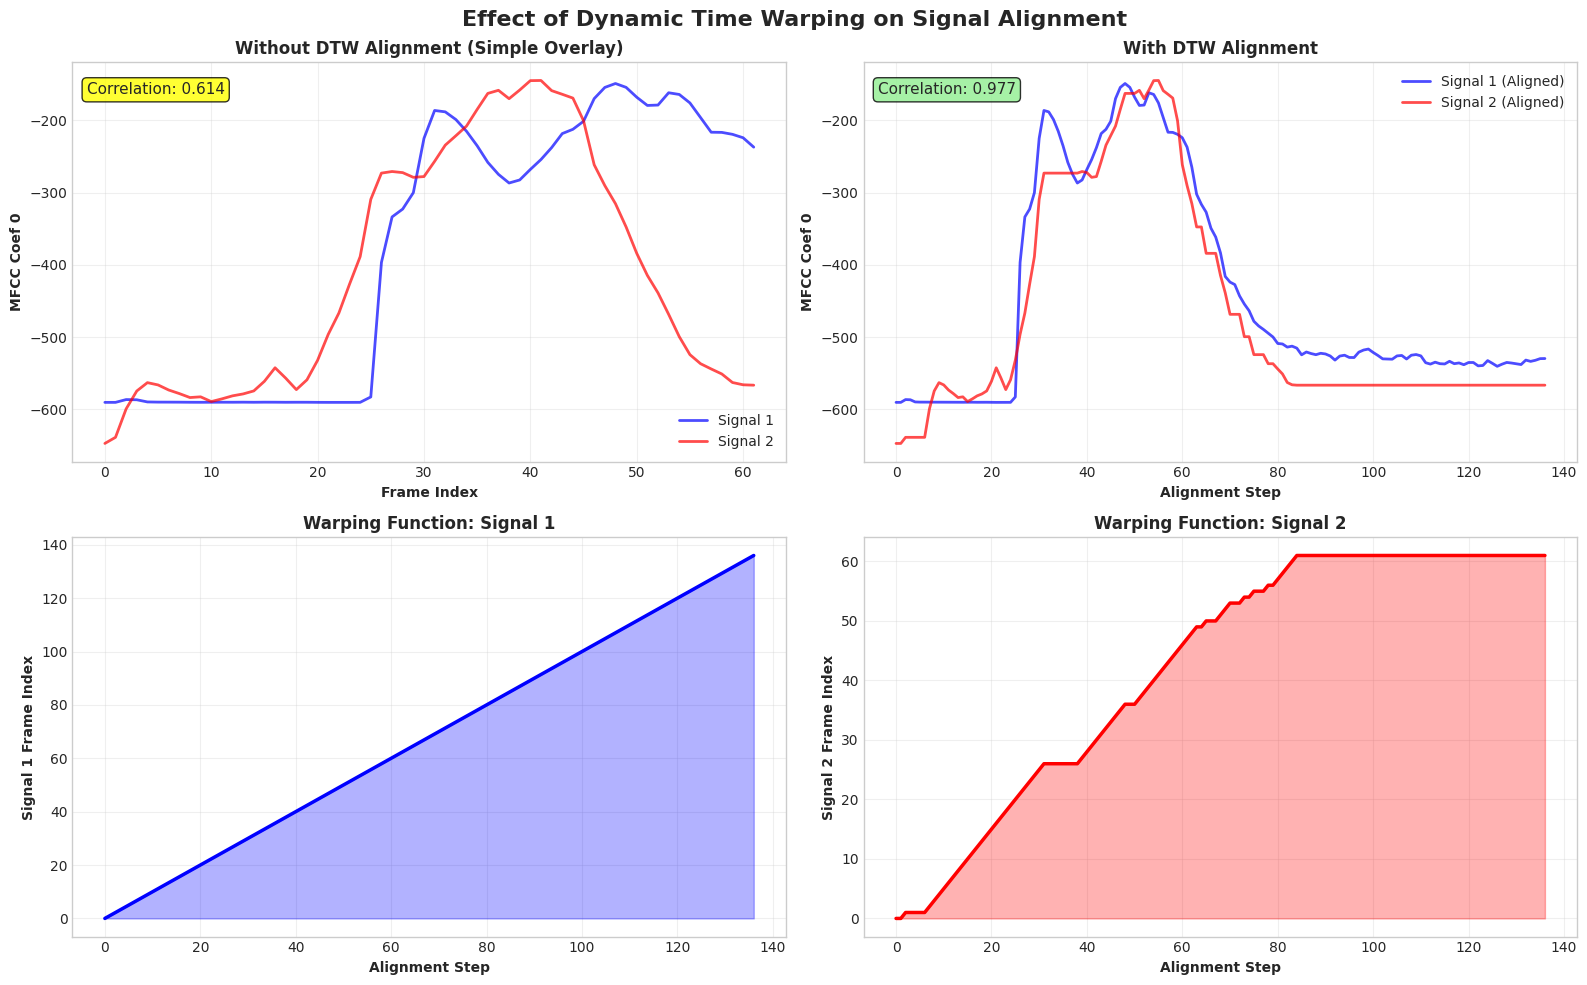 Effect of Dynamic Time Warping on Signal Alignment
Without DTW Alignment (Simple Overlay)
Correlation: 0.614
−200
−300
−400
−500
−600
MFCC Coef 0
Signal 1
Signal 2
0 10 20 30 40 50 60
Frame Index
With DTW Alignment
Correlation: 0.977
Signal 1 (Aligned)
Signal 2 (Aligned)
−200
−300
−400
−500
−600
MFCC Coef 0
0 20 40 60 80 100 120 140
Alignment Step
Warping Function: Signal 1
140
120
100
80
60
40
20
0
Signal 1 Frame Index
0 20 40 60 80 100 120 140
Alignment Step
Warping Function: Signal 2
60
50
40
30
20
10
0
Signal 2 Frame Index
0 20 40 60 80 100 120 140
Alignment Step